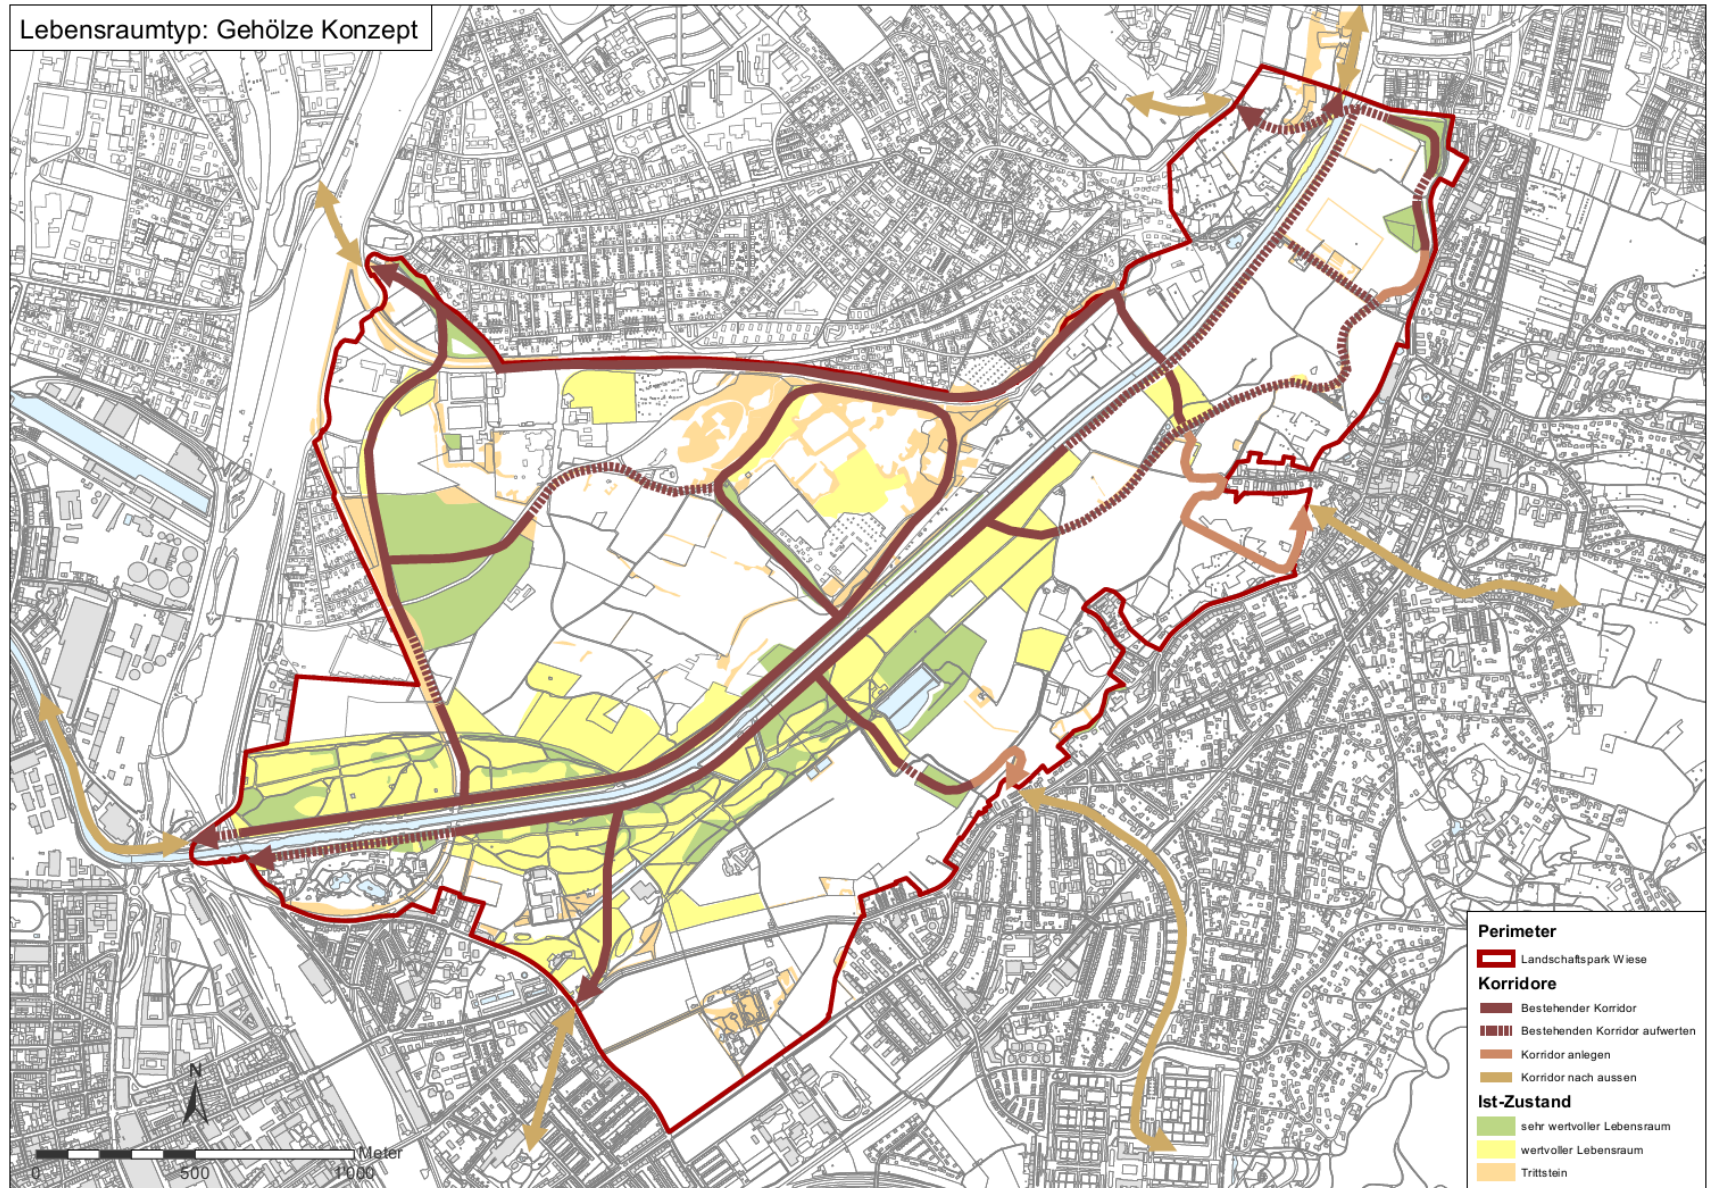 Lebensraumtyp: Gehölze Konzept
Perimeter
Landschaftspark Wiese
Korridore
Bestehender Korridor
Bestehenden Korridor aufwerten
Korridor anlegen
Korridor nach aussen
Ist-Zustand
sehr wertvoller Lebensraum
wertvoller Lebensraum
Trittstein
N
Meter
0 500 1'000